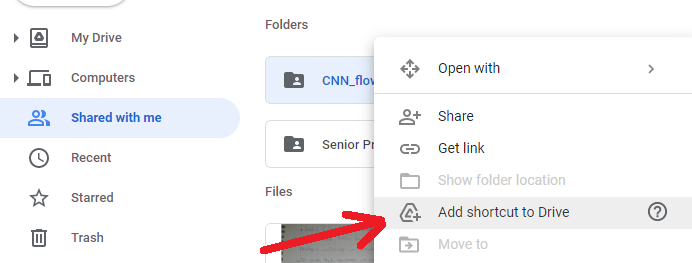 Folders
My Drive
Computers
Shared with me
Recent
Starred
Trash
CNN_flow
Senior Pr
Files
Open with
Share
Get link
Show folder location
Add shortcut to Drive
Move to